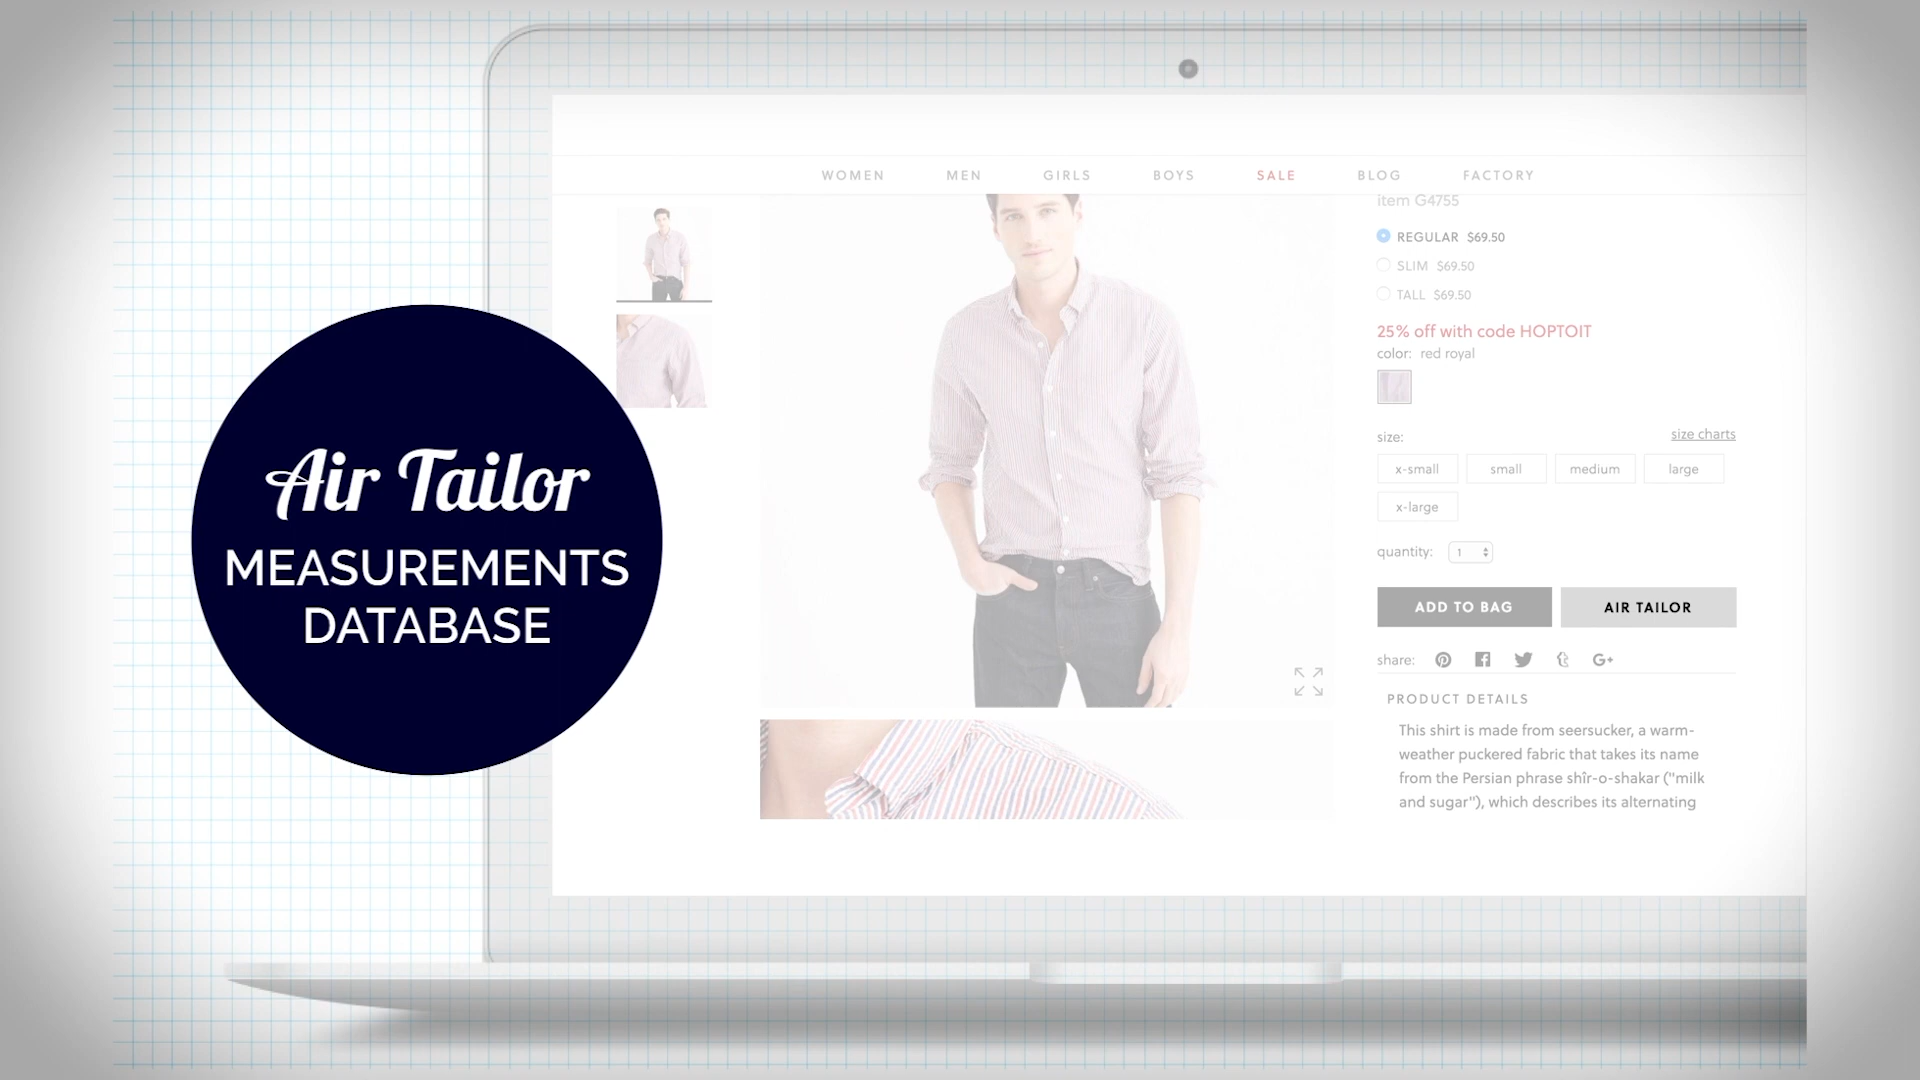 Air Tailor
MEASUREMENTS
DATABASE
WOMEN MEN GIRLS BOYS SALE BLOG FACTORY
item G4755
REGULAR $69.50
SLIM $69.50
TALL $69.50
25% off with code HOPTOIT
color: red royal
size: size charts
x-small small medium large
x-large
quantity: 1
ADD TO BAG AIR TAILOR
share: G+
PRODUCT DETAILS
This shirt is made from seersucker, a warm-
weather puckered fabric that takes its name
from the Persian phrase shîr-o-shakar ("milk
and sugar"), which describes its alternating